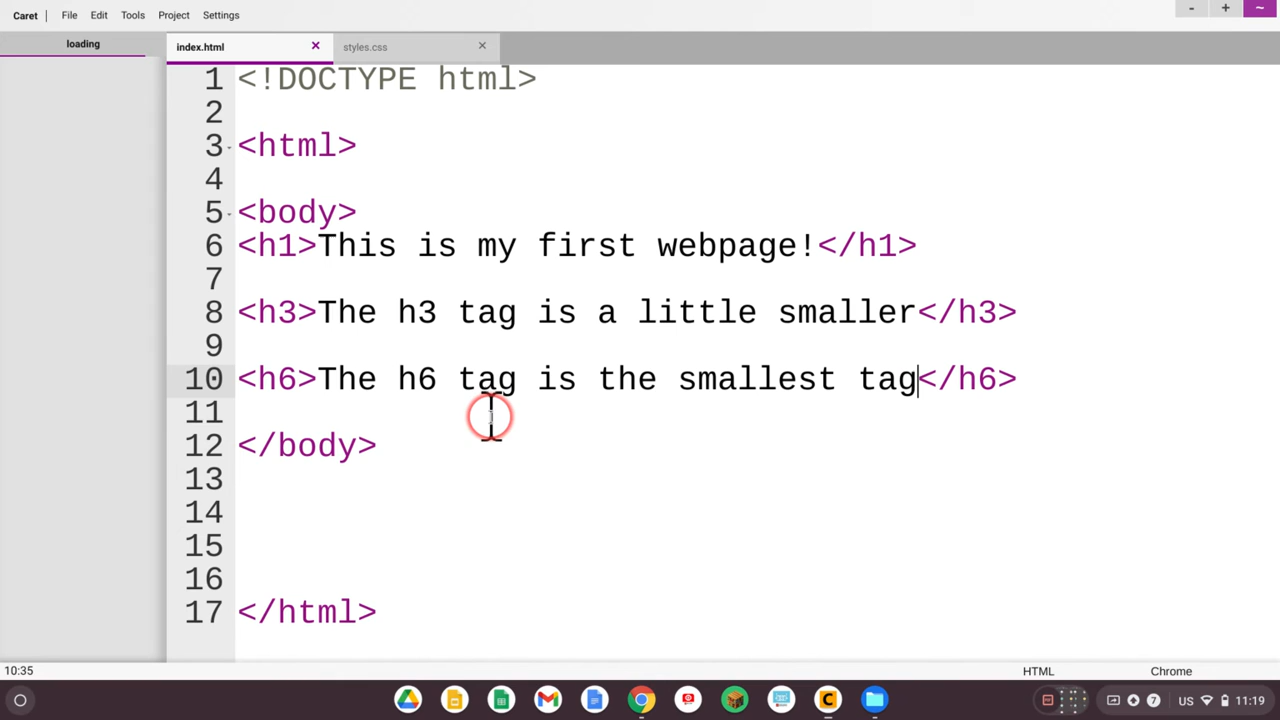 Caret | File Edit Tools Project Settings - + ~
loading
index.html × styles.css ×
1 <!DOCTYPE html>
2
3 <html>
4
5 <body>
6 <h1>This is my first webpage!</h1>
7
8 <h3>The h3 tag is a little smaller</h3>
9
10 <h6>The h6 tag is the smallest tag</h6>
11
12 </body>
13
14
15
16
17 </html>
10:35 HTML Chrome
C 7 US 11:19